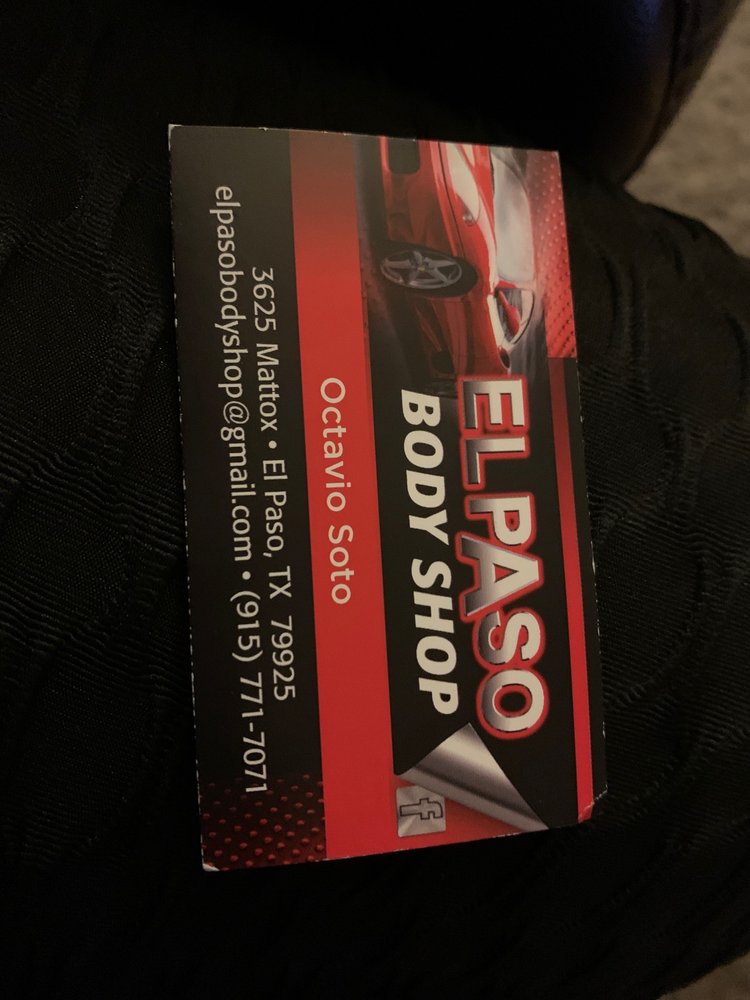 EL PASO
BODY SHOP
f
Octavio Soto
3625 Mattox • El Paso, TX 79925
elpasobodyshop@gmail.com • (915) 771-7071